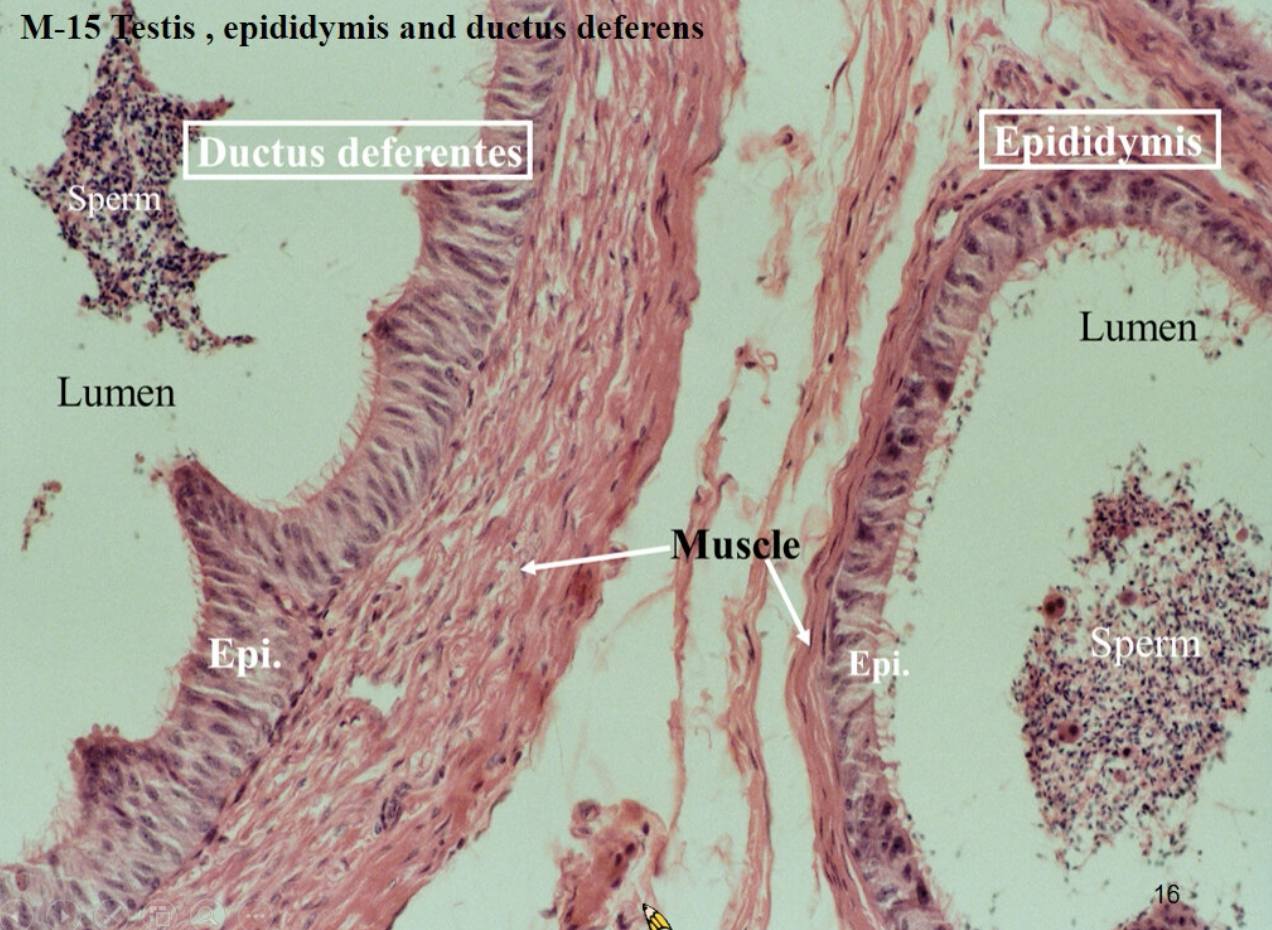 M-15 Testis , epididymis and ductus deferens
Ductus deferentes
Epididymis
Sperm
Lumen
Lumen
Muscle
Epi.
Epi.
Sperm
16